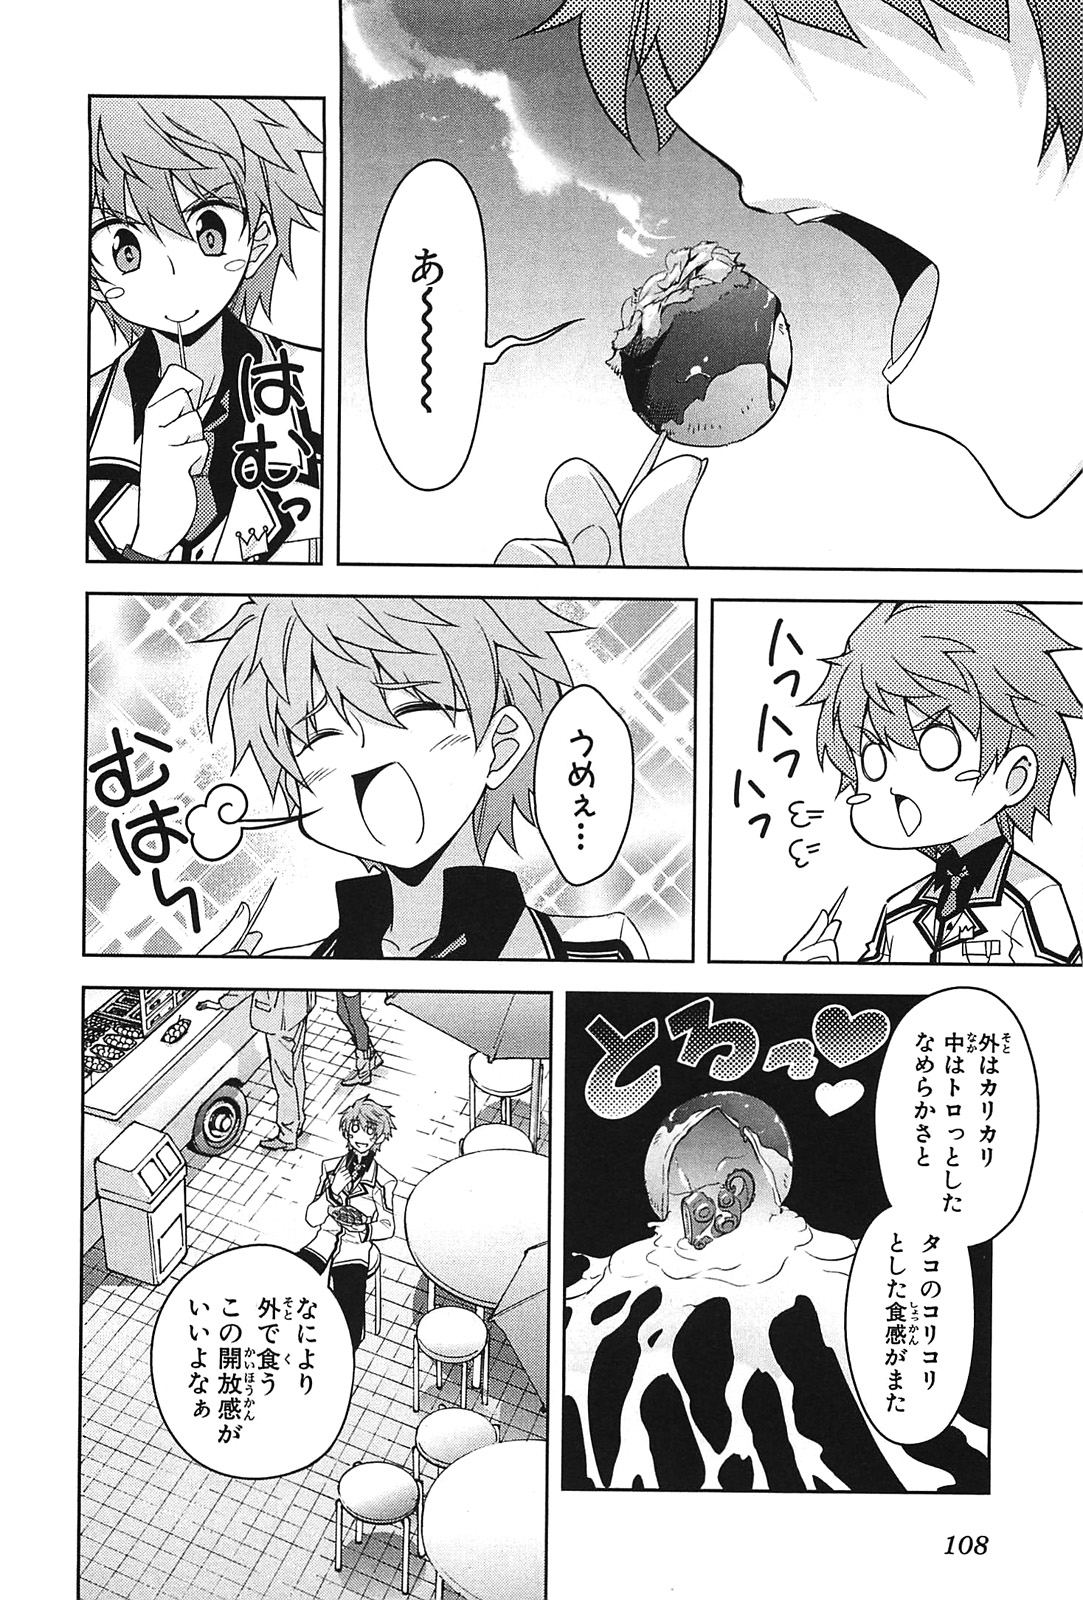 あ~~~~
はむっ
ハフ
ハフ
ハフ
うめぇ…
むはー
とろっ♥
外はカリカリ
中はトロっとした
なめらかさと
タコのコリコリ
とした食感がまた
なにより
外で食う
この開放感が
いいよなぁ
108